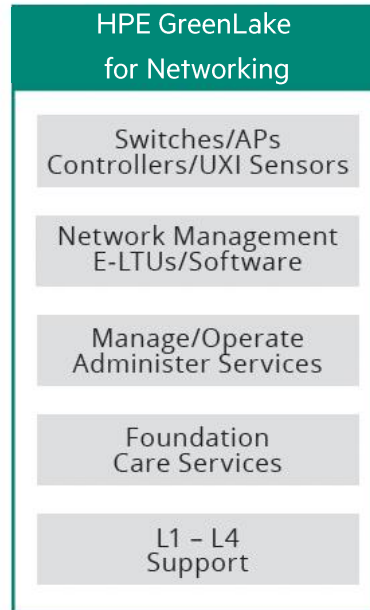 HPE GreenLake
for Networking
Switches/APs
Controllers/UXI Sensors
Network Management
E-LTUs/Software
Manage/Operate
Administer Services
Foundation
Care Services
L1 – L4
Support